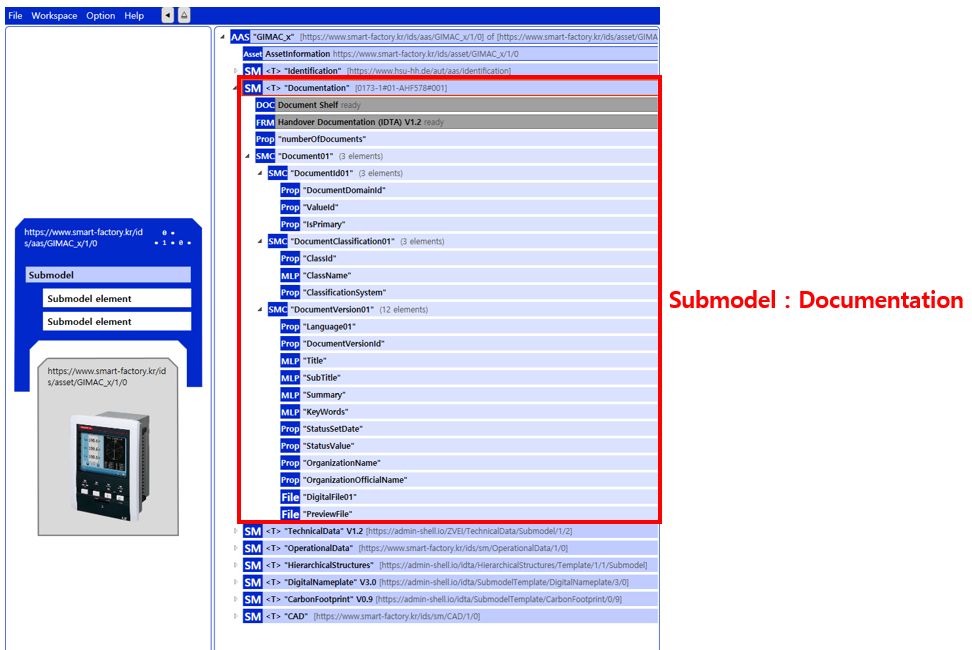 File Workspace Option Help
AAS "GIMAC_x" [https://www.smart-factory.kr/ids/aas/GIMAC_x/1/0] of [https://www.smart-factory.kr/ids/asset/GIMA
Asset AssetInformation https://www.smart-factory.kr/ids/asset/GIMAC_x/1/0
SM <T> "Identification" [https://www.hsu-hh.de/aut/aas/identification]
SM <T> "Documentation" [0173-1#01-AHF578#001]
DOC Document Shelf ready
FRM Handover Documentation (IDTA) V1.2 ready
Prop "numberOfDocuments"
SMC "Document01" (3 elements)
SMC "DocumentId01" (3 elements)
Prop "DocumentDomainId"
Prop "ValueId"
Prop "IsPrimary"
SMC "DocumentClassification01" (3 elements)
Prop "ClassId"
MLP "ClassName"
Prop "ClassificationSystem"
SMC "DocumentVersion01" (12 elements)
Prop "Language01"
Prop "DocumentVersionId"
MLP "Title"
MLP "SubTitle"
MLP "Summary"
MLP "KeyWords"
Prop "StatusSetDate"
Prop "StatusValue"
Prop "OrganizationName"
Prop "OrganizationOfficialName"
File "DigitalFile01"
File "PreviewFile"
SM <T> "TechnicalData" V1.2 [https://admin-shell.io/ZVEI/TechnicalData/Submodel/1/2]
SM <T> "OperationalData" [https://www.smart-factory.kr/ids/sm/OperationalData/1/0]
SM <T> "HierarchicalStructures" [https://admin-shell.io/idta/HierarchicalStructures/Template/1/1/Submodel]
SM <T> "DigitalNameplate" V3.0 [https://admin-shell.io/idta/SubmodelTemplate/DigitalNameplate/3/0]
SM <T> "CarbonFootprint" V0.9 [https://admin-shell.io/idta/SubmodelTemplate/CarbonFootprint/0/9]
SM <T> "CAD" [https://www.smart-factory.kr/ids/sm/CAD/1/0]
https://www.smart-factory.kr/id
s/aas/GIMAC_x/1/0
0
1 0
Submodel
Submodel element
Submodel element
https://www.smart-factory.kr/id
s/asset/GIMAC_x/1/0
Submodel : Documentation